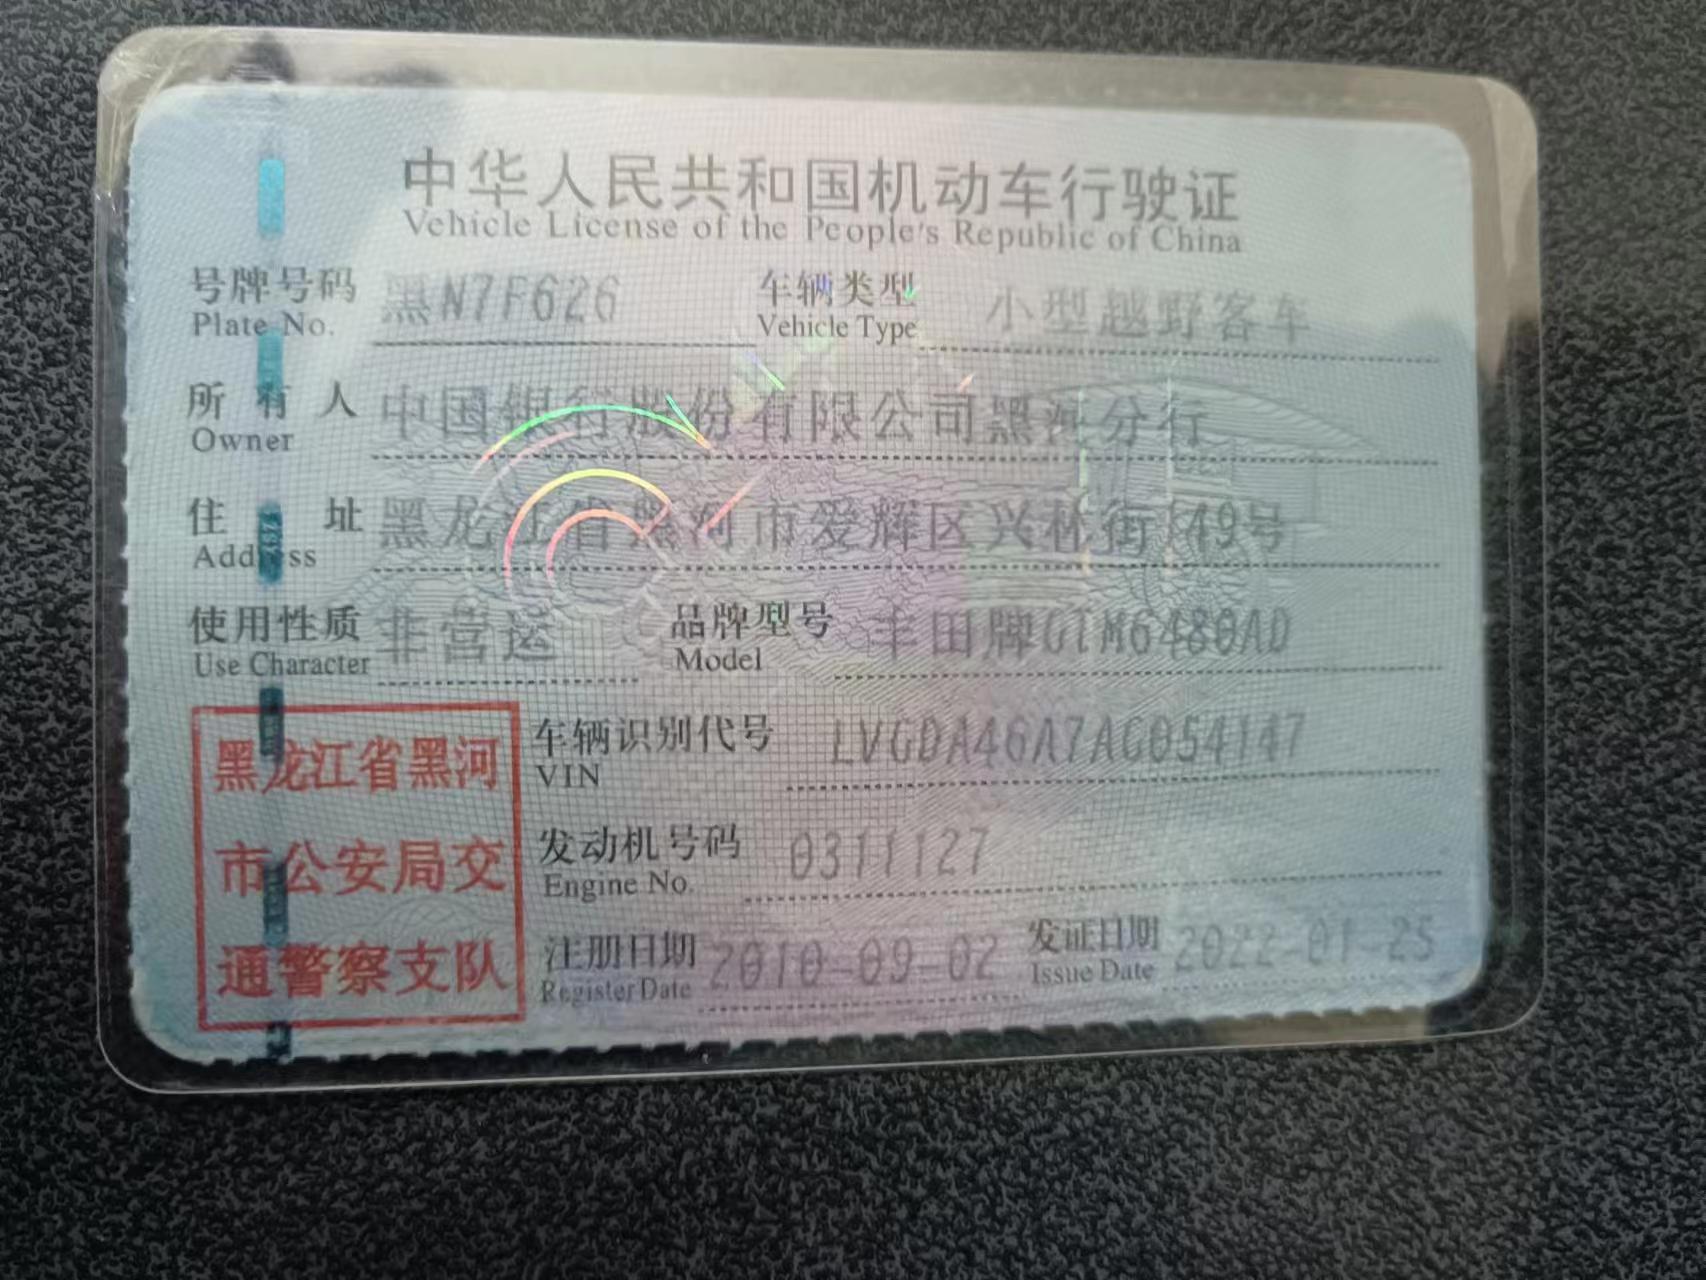 中华人民共和国机动车行驶证
Vehicle License of the People's Republic of China
号牌号码 黑N7F626 车辆类型 小型越野客车
Plate No. Vehicle Type
所有人 中国银行股份有限公司黑河分行
Owner
住址 黑龙江省黑河市爱辉区兴林街149号
Address
使用性质 非营运 品牌型号 丰田牌GTM6480AD
Use Character Model
黑龙江省黑河
市公安局交
通警察支队
车辆识别代号 LVGDA46A7AG054147
VIN
发动机号码 0311127
Engine No.
注册日期 2010-09-02 发证日期 2022-01-25
Register Date Issue Date